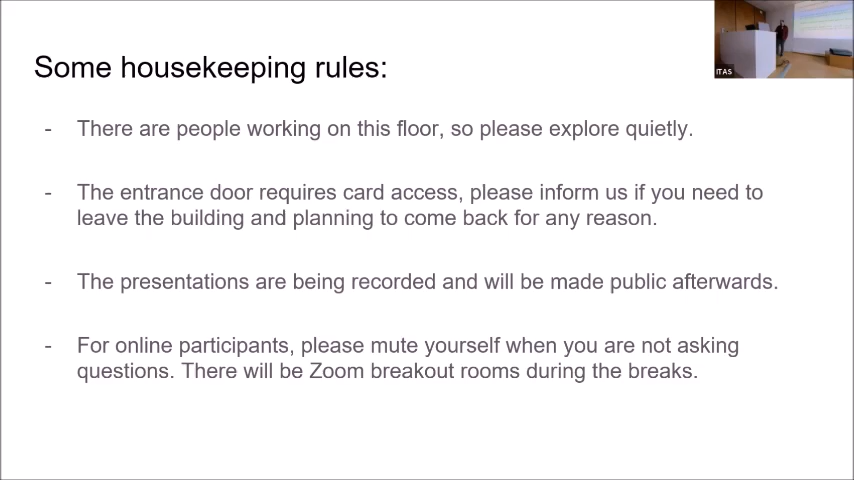 ITAS
Some housekeeping rules:
- There are people working on this floor, so please explore quietly.
- The entrance door requires card access, please inform us if you need to
leave the building and planning to come back for any reason.
- The presentations are being recorded and will be made public afterwards.
- For online participants, please mute yourself when you are not asking
questions. There will be Zoom breakout rooms during the breaks.